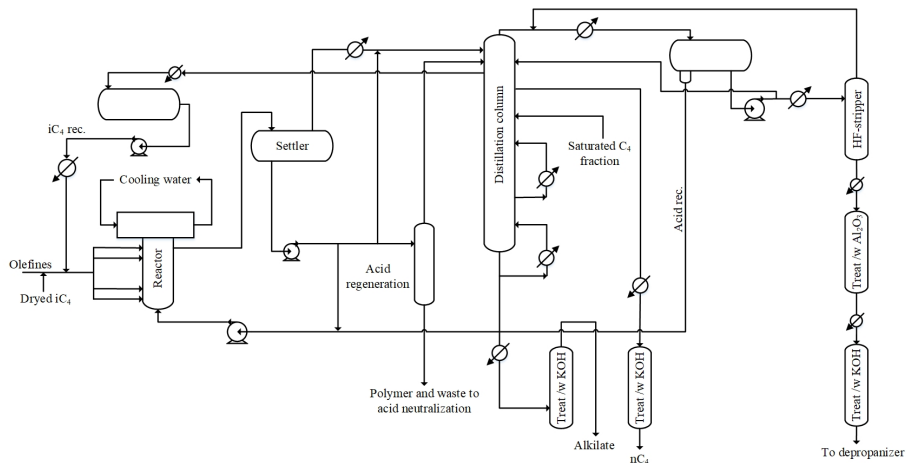 iC₄ rec.
Cooling water
Reactor
Olefines
Dryed iC₄
Settler
Acid
regeneration
Polymer and waste to
acid neutralization
Distillation column
Saturated C₄
fraction
Acid rec.
HF-stripper
Treat /w Al₂O₃
Treat /w KOH
Treat /w KOH
Treat /w KOH
Alkilate
nC₄
To depropanizer